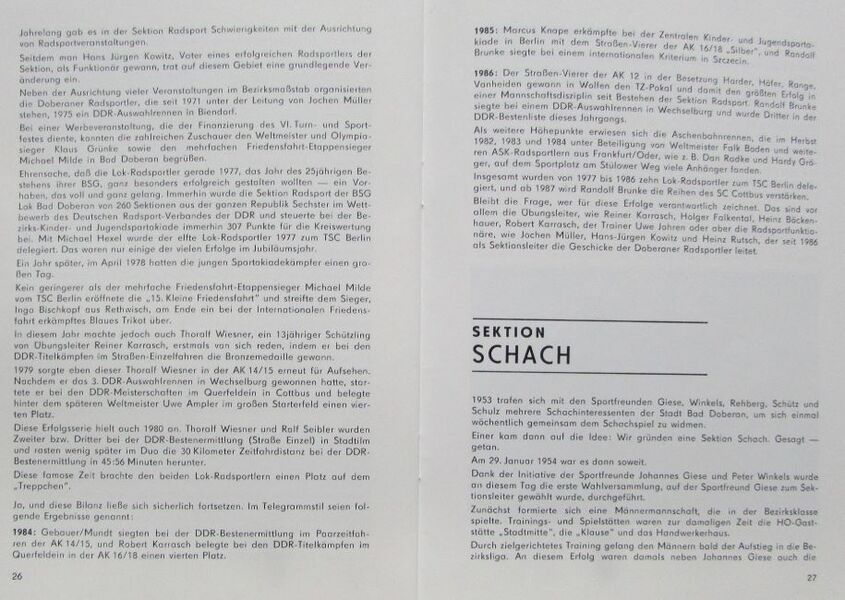 Jahrelang gab es in der Sektion Radsport Schwierigkeiten mit der Ausrichtung
von Radsportveranstaltungen.
Seitdem man Hans Jürgen Kowitz, Vater eines erfolgreichen Radsportlers der
Sektion, als Funktionär gewann, trat auf diesem Gebiet eine grundlegende Ver-
änderung ein.
Neben der Ausrichtung vieler Veranstaltungen im Bezirksmaßstab organisierten
die Doberaner Radsportler, die seit 1971 unter der Leitung von Jochen Müller
stehen, 1975 ein DDR-Auswahlrennen in Biendorf.
Bei einer Werbeveranstaltung, die der Finanzierung des VI. Turn- und Sport-
festes diente, konnten die zahlreichen Zuschauer den Weltmeister und Olympia-
sieger Klaus Grünke sowie den mehrfachen Friedensfahrt-Etappensieger
Michael Milde in Bad Doberan begrüßen.
Ehrensache, daß die Lok-Radsportler gerade 1977, das Jahr des 25jährigen Be-
stehens ihrer BSG, ganz besonders erfolgreich gestalten wollten — ein Vor-
haben, das voll und ganz gelang. Immerhin wurde die Sektion Radsport der BSG
Lok Bad Doberan von 260 Sektionen aus der ganzen Republik Sechster im Wett-
bewerb des Deutschen Radsport-Verbandes der DDR und steuerte bei der Be-
zirks-Kinder- und Jugendspartakiade immerhin 307 Punkte für die Kreiswertung
bei. Mit Michael Hexel wurde der elfte Lok-Radsportler 1977 zum TSC Berlin
delegiert. Das waren nur einige der vielen Erfolge im Jubiläumsjahr.
Ein Jahr später, im April 1978 hatten die jungen Spartakiadekämpfer einen gro-
ßen Tag.
Kein geringerer als der mehrfache Friedensfahrt-Etappensieger Michael Milde
vom TSC Berlin eröffnete die „15. Kleine Friedensfahrt" und streifte dem Sieger,
Ingo Bischkopf aus Rethwisch, am Ende ein bei der Internationalen Friedens-
fahrt erkämpftes Blaues Trikot über.
In diesem Jahr machte jedoch auch Thoralf Wiesner, ein 13jähriger Schützling
von Übungsleiter Reiner Karrasch, erstmals von sich reden, indem er bei den
DDR-Titelkämpfen im Straßen-Einzelfahren die Bronzemedaille gewann.
1979 sorgte eben dieser Thoralf Wiesner in der AK 14/15 erneut für Aufsehen.
Nachdem er das 3. DDR-Auswahlrennen in Wechselburg gewonnen hatte, star-
tete er bei den DDR-Meisterschaften im Querfeldein in Cottbus und belegte
hinter dem späteren Weltmeister Uwe Ampler im großen Starterfeld einen vier-
ten Platz.
Diese Erfolgsserie hielt auch 1980 an. Thoralf Wiesner und Ralf Seibler wurden
Zweiter bzw. Dritter bei der DDR-Bestenermittlung (Straße Einzel) in Stadtilm
und rasten wenig später im Duo die 30 Kilometer Zeitfahrdistanz bei der DDR-
Bestenermittlung in 45:56 Minuten herunter.
Diese famose Zeit brachte den beiden Lok-Radsportlern einen Platz auf dem
„Treppchen".
Ja, und diese Bilanz ließe sich sicherlich fortsetzen. Im Telegrammstil seien fol-
gende Ergebnisse genannt:
1984: Gebauer/Mundt siegten bei der DDR-Bestenermittlung im Paarzeitfah-
ren der AK 14/15, und Robert Karrasch belegte bei den DDR-Titelkämpfen im
Querfeldein in der AK 16/18 einen vierten Platz.
26
1985: Marcus Knape erkämpfte bei der Zentralen Kinder- und Jugendsparta-
kiade in Berlin mit dem Straßen-Vierer der AK 16/18 „Silber", und Randolf
Brunke siegte bei einem internationalen Kriterium in Szczecin.
1986: Der Straßen-Vierer der AK 12 in der Besetzung Harder, Höfer, Range,
Vanheiden gewann in Wolfen den TZ-Pokal und damit den größten Erfolg in
einer Mannschaftsdisziplin seit Bestehen der Sektion Radsport. Randolf Brunke
siegte bei einem DDR-Auswahlrennen in Wechselburg und wurde Dritter in der
DDR-Bestenliste dieses Jahrgangs.
Als weitere Höhepunkte erwiesen sich die Aschenbahnrennen, die im Herbst
1982, 1983 und 1984 unter Beteiligung von Weltmeister Falk Boden und weite-
ren ASK-Radsportlern aus Frankfurt/Oder, wie z. B. Dan Radke und Hardy Grö-
ger, auf dem Sportplatz am Stülower Weg viele Anhänger fanden.
Insgesamt wurden von 1977 bis 1986 zehn Lok-Radsportler zum TSC Berlin dele-
giert, und ab 1987 wird Randolf Brunke die Reihen des SC Cottbus verstärken.
Bleibt die Frage, wer für diese Erfolge verantwortlich zeichnet. Das sind vor
allem die Übungsleiter, wie Reiner Karrasch, Holger Falkental, Heinz Böcken-
hauer, Robert Karrasch, der Trainer Uwe Jahren oder aber die Radsportfunktio-
näre, wie Jochen Müller, Hans-Jürgen Kowitz und Heinz Rutsch, der seit 1986
als Sektionsleiter die Geschicke der Doberaner Radsportler leitet.
SEKTION
SCHACH
1953 trafen sich mit den Sportfreunden Giese, Winkels, Rehberg, Schütz und
Schulz mehrere Schachinteressenten der Stadt Bad Doberan, um sich einmal
wöchentlich gemeinsam dem Schachspiel zu widmen.
Einer kam dann auf die Idee: Wir gründen eine Sektion Schach. Gesagt —
getan.
Am 29. Januar 1954 war es dann soweit.
Dank der Initiative der Sportfreunde Johannes Giese und Peter Winkels wurde
an diesem Tag die erste Wahlversammlung, auf der Sportfreund Giese zum Sek-
tionsleiter gewählt wurde, durchgeführt.
Zunächst formierte sich eine Männermannschaft, die in der Bezirksklasse
spielte. Trainings- und Spielstätten waren zur damaligen Zeit die HO-Gast-
stätte „Stadtmitte", die „Klause" und das Handwerkerhaus.
Durch zielgerichtetes Training gelang den Männern bald der Aufstieg in die Be-
zirksliga. An diesem Erfolg waren damals neben Johannes Giese auch die
27